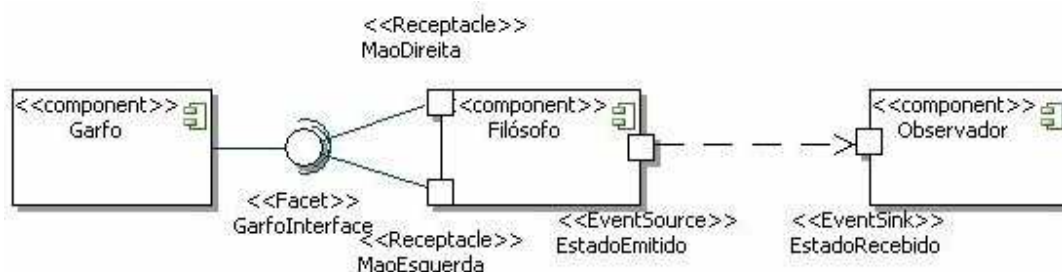 <<Receptacle>>
MaoDireita
<<component>>
Garfo
<component>>
Filósofo
<<component>>
Observador
<<Facet>>
GarfoInterface
<<Receptacle>>
MaoEsquerda
<<EventSource>>
EstadoEmitido
<<EventSink>>
EstadoRecebido